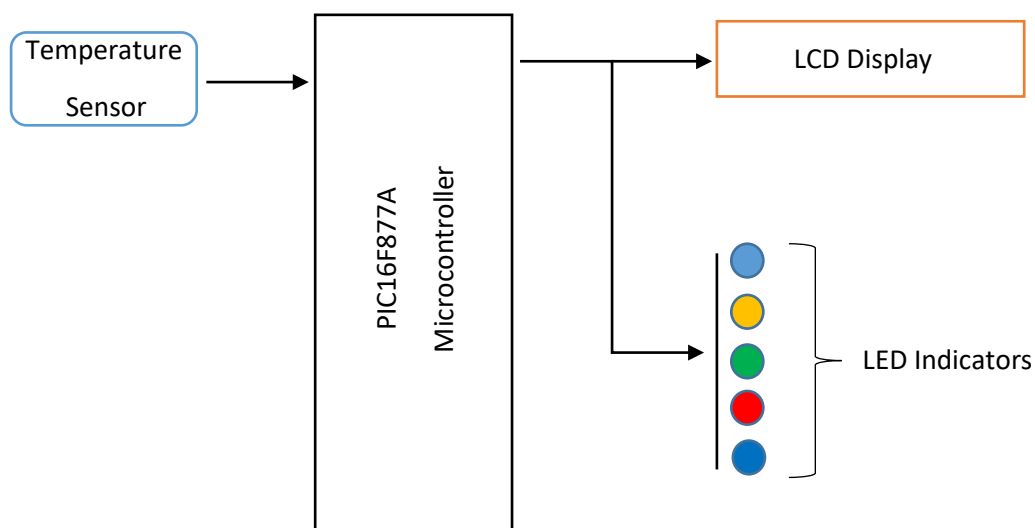 Temperature
Sensor
PIC16F877A
Microcontroller
LCD Display
LED Indicators